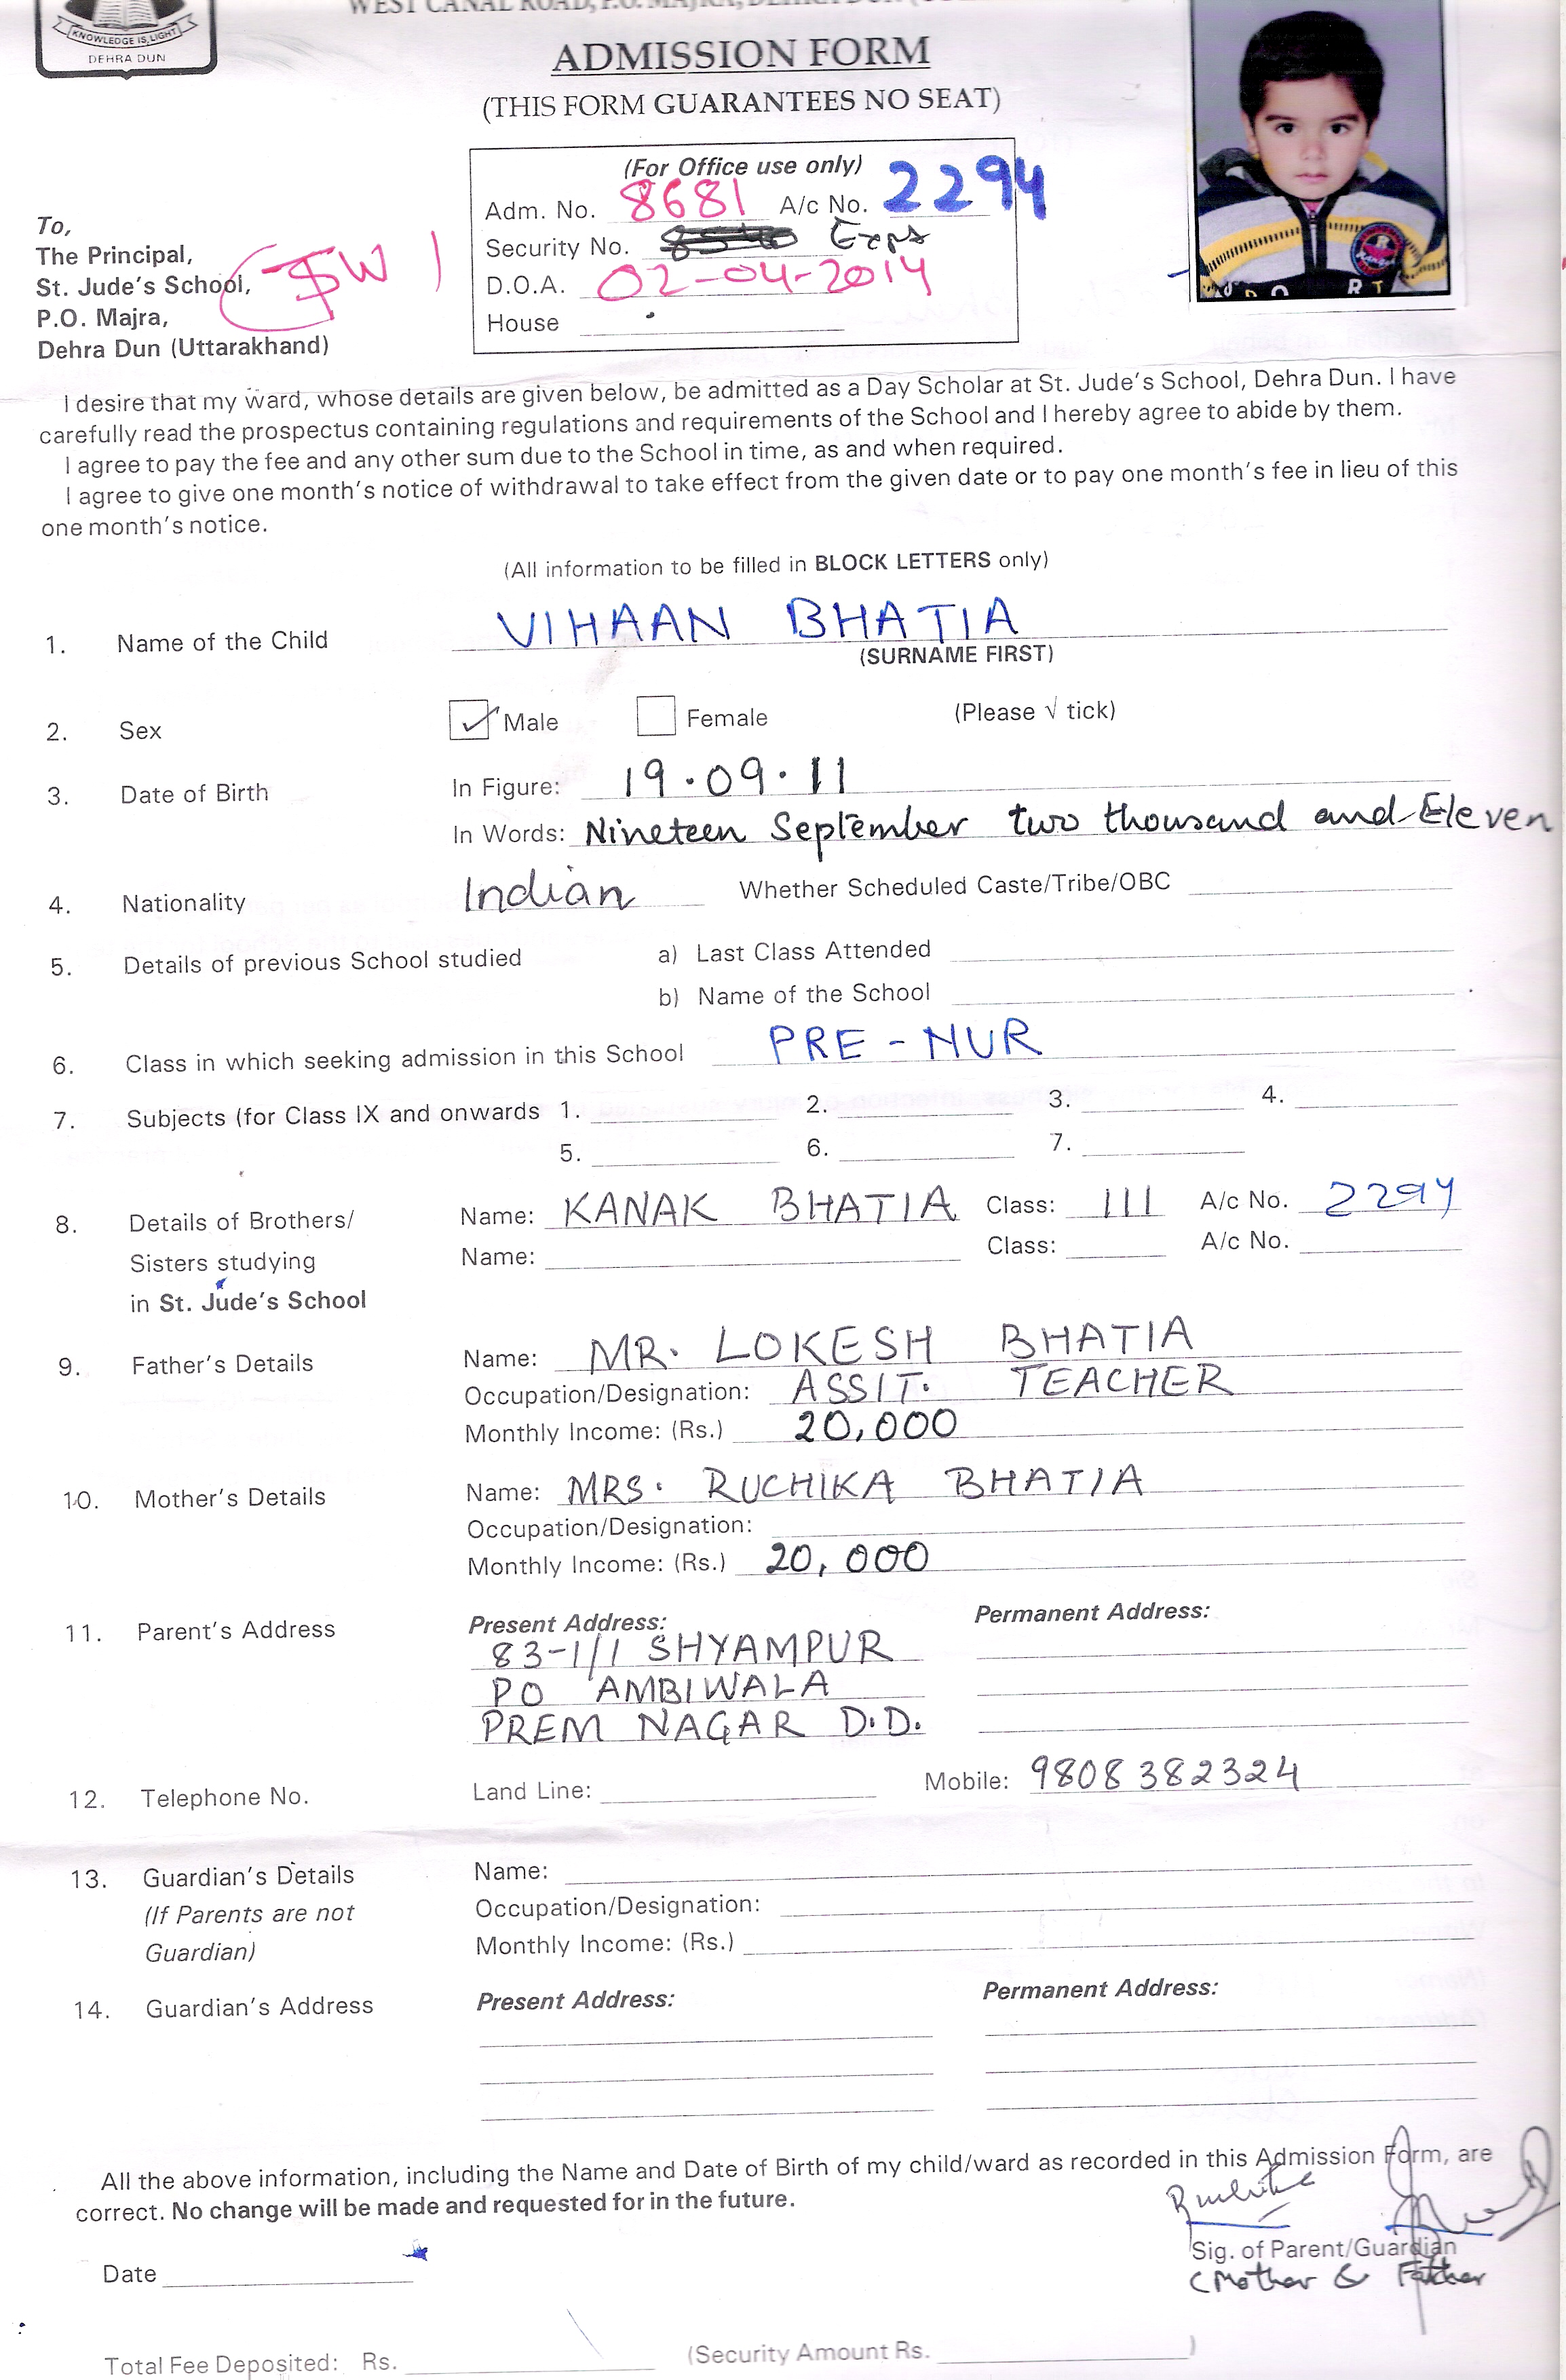 WEST CANAL ROAD, P.O. MAJRA, DEHRA DUN
KNOWLEDGE IS LIGHT
DEHRA DUN
ADMISSION FORM
(THIS FORM GUARANTEES NO SEAT)
(For Office use only)
Adm. No. 8681 A/c No. 2294
Security No.
D.O.A. 02-04-2014
House
To,
The Principal,
St. Jude's School,
P.O. Majra,
Dehra Dun (Uttarakhand)
I desire that my ward, whose details are given below, be admitted as a Day Scholar at St. Jude's School, Dehra Dun. I have
carefully read the prospectus containing regulations and requirements of the School and I hereby agree to abide by them.
I agree to pay the fee and any other sum due to the School in time, as and when required.
I agree to give one month's notice of withdrawal to take effect from the given date or to pay one month's fee in lieu of this
one month's notice.
(All information to be filled in BLOCK LETTERS only)
1. Name of the Child VIHAAN BHATIA
(SURNAME FIRST)
2. Sex Male Female (Please √ tick)
3. Date of Birth In Figure: 19.09.11
In Words: Nineteen September two thousand and Eleven
4. Nationality Indian Whether Scheduled Caste/Tribe/OBC
5. Details of previous School studied a) Last Class Attended
b) Name of the School
6. Class in which seeking admission in this School PRE - NUR
7. Subjects (for Class IX and onwards 1. 2. 3. 4.
5. 6. 7.
8. Details of Brothers/ Name: KANAK BHATIA Class: III A/c No. 2294
Sisters studying Name: Class: A/c No.
in St. Jude's School
9. Father's Details Name: MR. LOKESH BHATIA
Occupation/Designation: ASSIT. TEACHER
Monthly Income: (Rs.) 20,000
10. Mother's Details Name: MRS. RUCHIKA BHATIA
Occupation/Designation:
Monthly Income: (Rs.) 20,000
11. Parent's Address Present Address: Permanent Address:
83-1/1 SHYAMPUR
PO AMBIWALA
PREM NAGAR D.D.
12. Telephone No. Land Line: Mobile: 9808382324
13. Guardian's Details Name:
(If Parents are not Occupation/Designation:
Guardian) Monthly Income: (Rs.)
14. Guardian's Address Present Address: Permanent Address:
All the above information, including the Name and Date of Birth of my child/ward as recorded in this Admission Form, are
correct. No change will be made and requested for in the future.
Ruchika
Sig. of Parent/Guardian
Date (Mother & Father
Total Fee Deposited: Rs. (Security Amount Rs. )